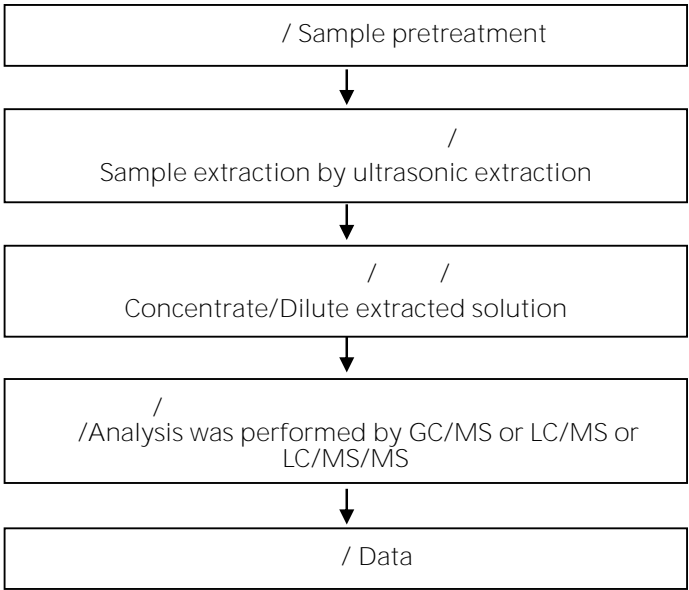 / Sample pretreatment
/
Sample extraction by ultrasonic extraction
/ /
Concentrate/Dilute extracted solution
/
/Analysis was performed by GC/MS or LC/MS or
LC/MS/MS
/ Data